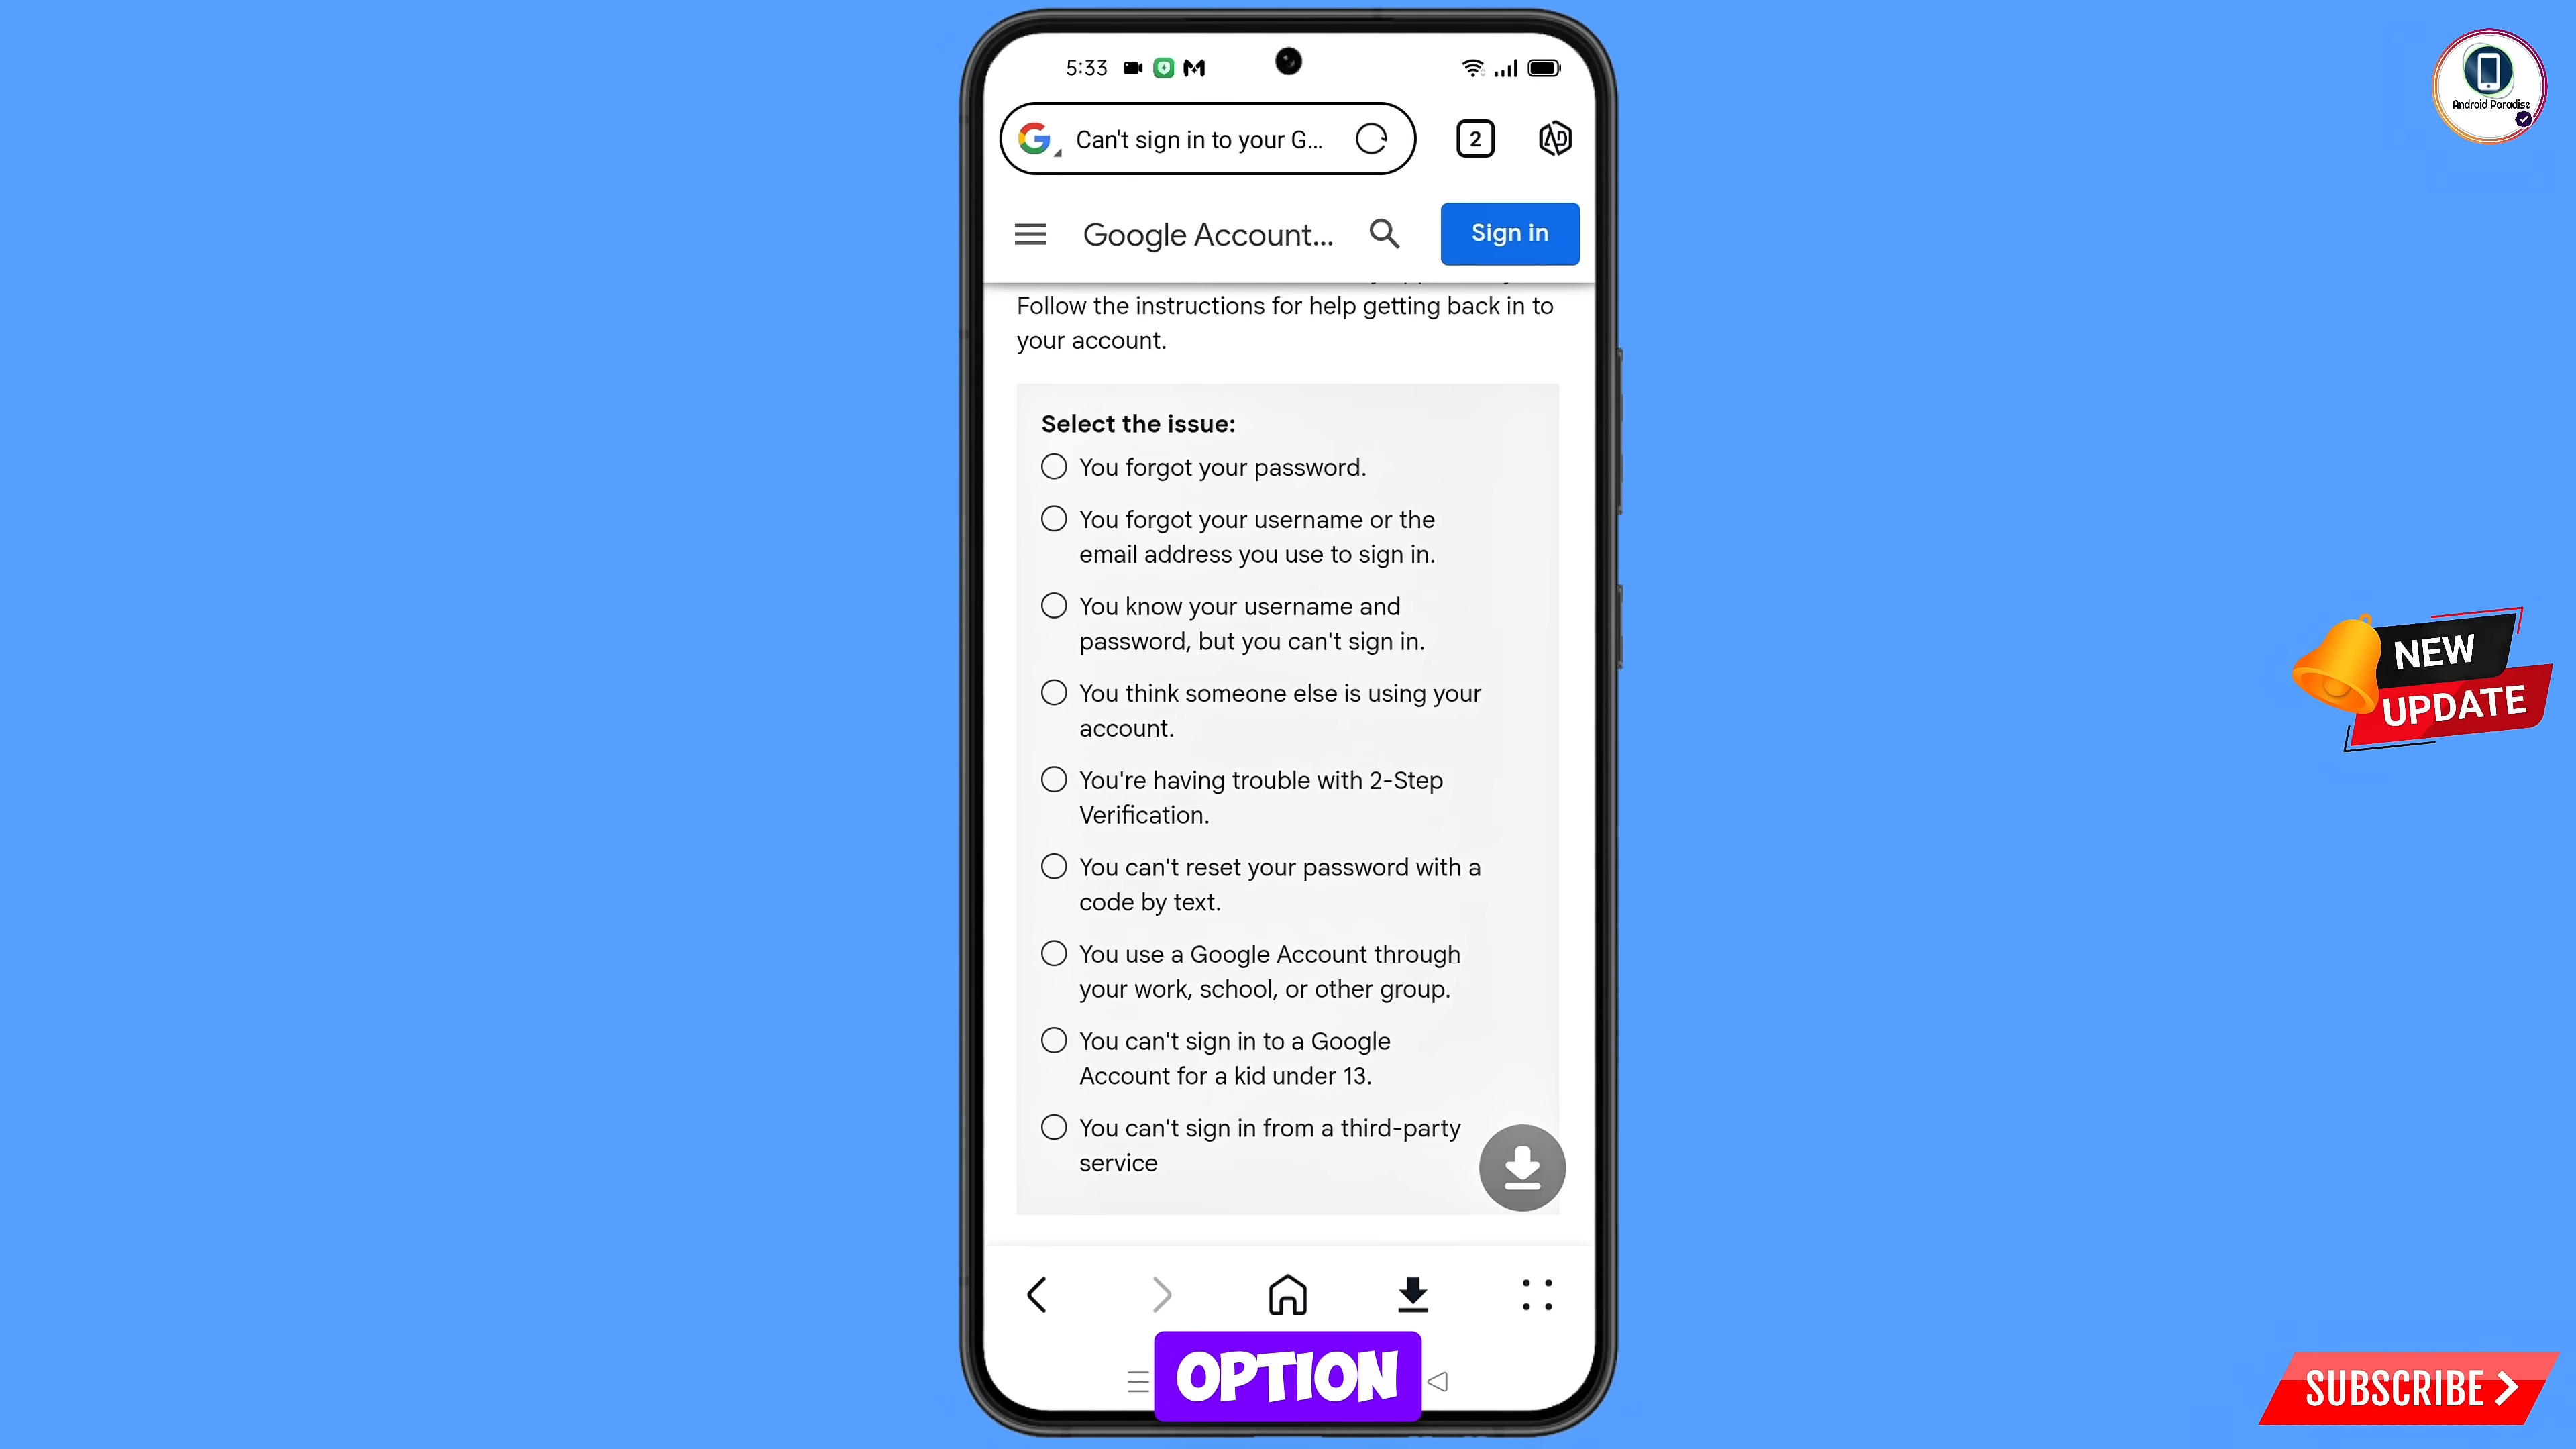 5:33
Android Paradise
Can't sign in to your G...
2
Google Account...
Sign in
Follow the instructions for help getting back in to
your account.
Select the issue:
You forgot your password.
You forgot your username or the
email address you use to sign in.
You know your username and
password, but you can't sign in.
You think someone else is using your
account.
You're having trouble with 2-Step
Verification.
You can't reset your password with a
code by text.
You use a Google Account through
your work, school, or other group.
You can't sign in to a Google
Account for a kid under 13.
You can't sign in from a third-party
service
NEW
UPDATE
OPTION
SUBSCRIBE